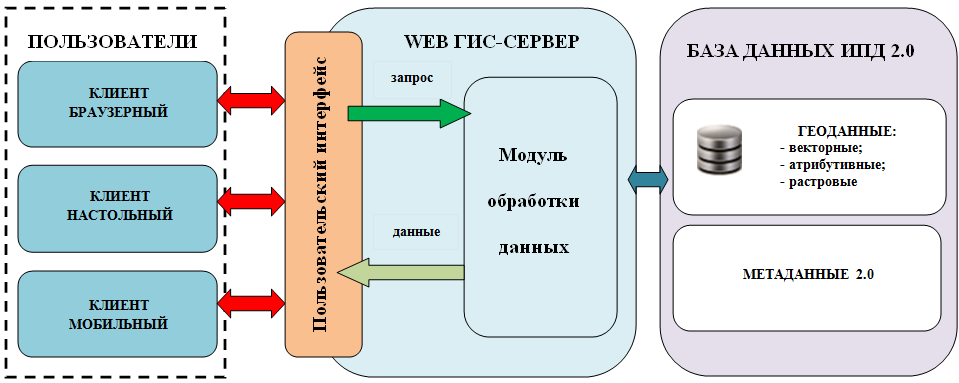 ПОЛЬЗОВАТЕЛИ
КЛИЕНТ
БРАУЗЕРНЫЙ
КЛИЕНТ
НАСТОЛЬНЫЙ
КЛИЕНТ
МОБИЛЬНЫЙ
Пользовательский интерфейс
WEB ГИС-СЕРВЕР
запрос
Модуль
обработки
данных
данные
БАЗА ДАННЫХ ИПД 2.0
ГЕОДАННЫЕ:
- векторные;
- атрибутивные;
- растровые
МЕТАДАННЫЕ 2.0